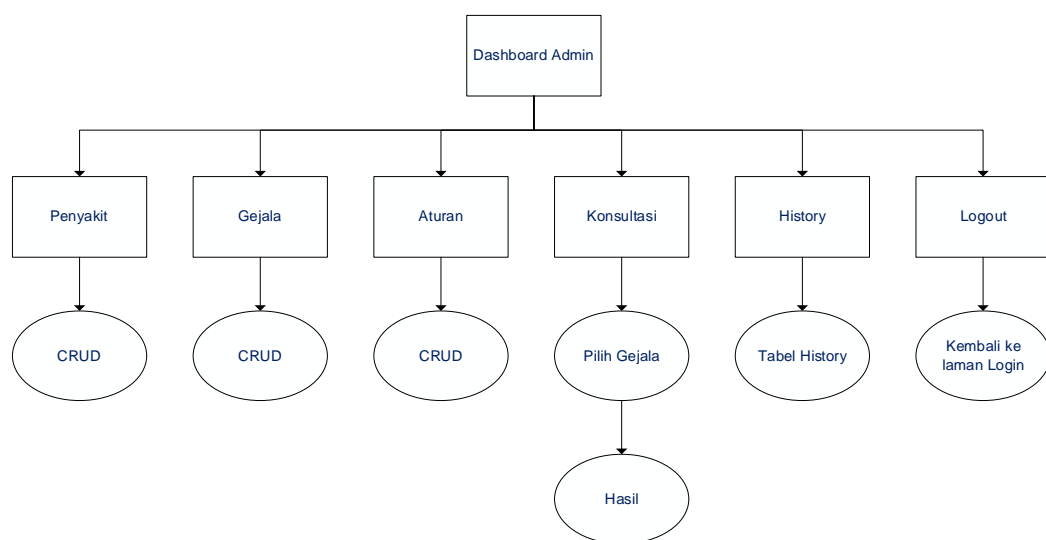 Dashboard Admin
Penyakit
Gejala
Aturan
Konsultasi
History
Logout
CRUD
CRUD
CRUD
Pilih Gejala
Tabel History
Kembali ke
laman Login
Hasil